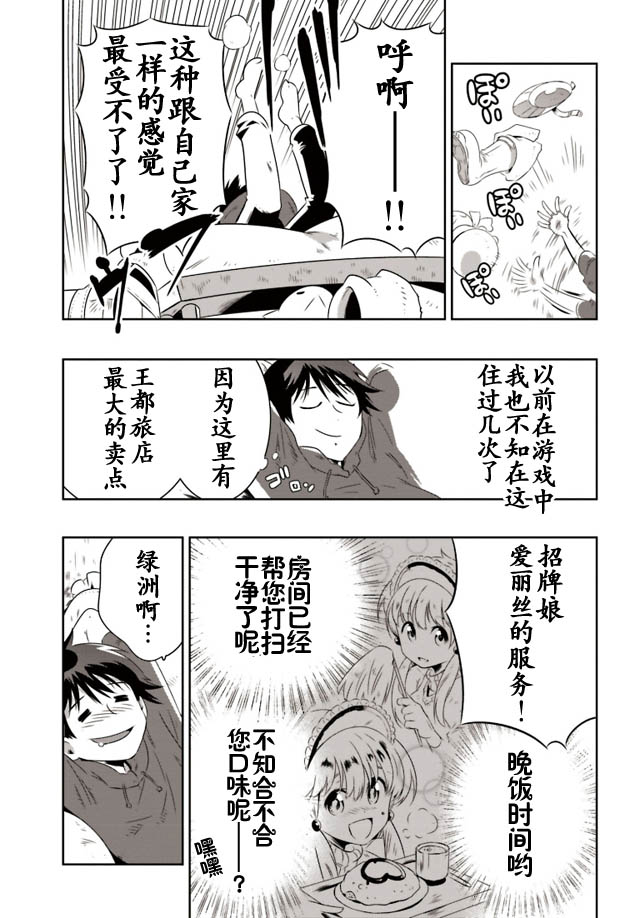 ぽい
ぽい
ぽい
呼啊——!!
这种跟自己家
一样的感觉
最受不了了!!
以前在游戏中
我也不知在这
住过几次了
因为这里有
王都旅店
最大的卖点
ゴロ
招牌娘
爱丽丝的服务!
房间已经
帮您打扫
干净了呢
晚饭时间哟
不知合不合
您口味呢——?
嘿嘿
绿洲啊…